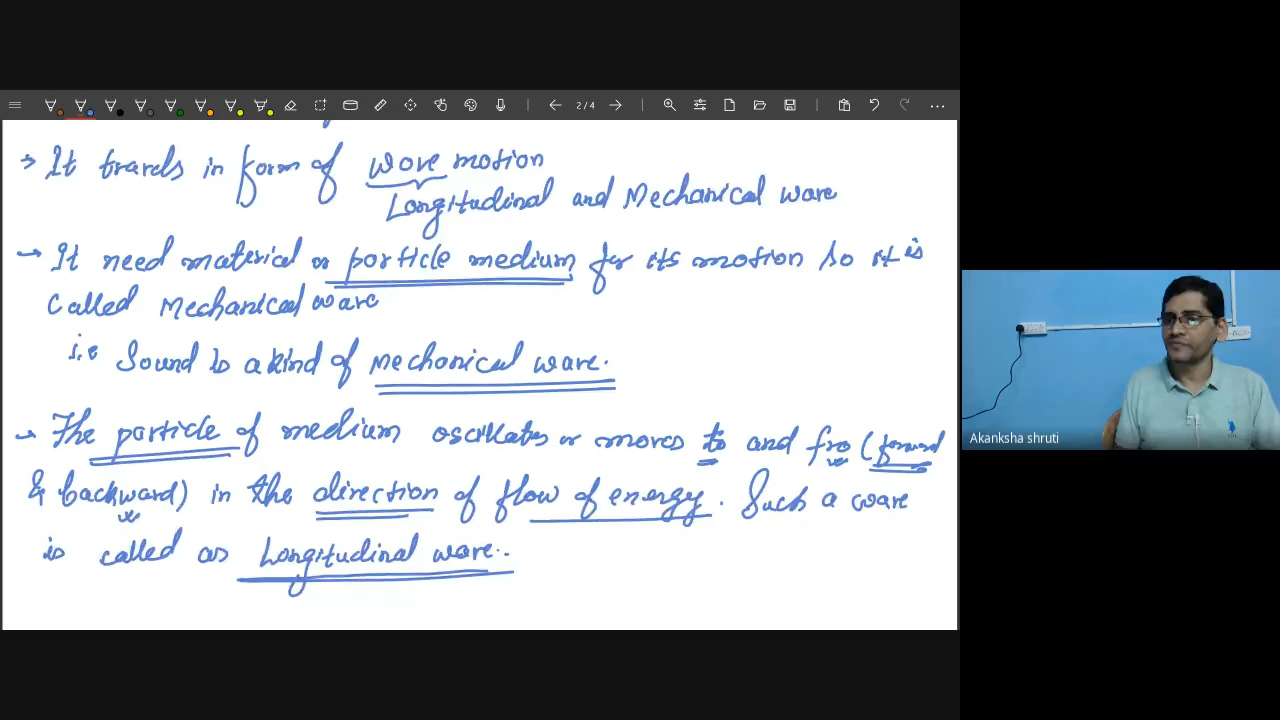 2/4
→ It travels in form of wave motion
Longitudinal and Mechanical wave
→ It need material or particle medium for its motion so it is
called Mechanical wave
i.e Sound is a kind of mechanical wave.
→ The particle of medium oscillates or moves to and fro (forward
& backward) in the direction of flow of energy. Such a wave
is called as Longitudinal wave..
Akanksha shruti